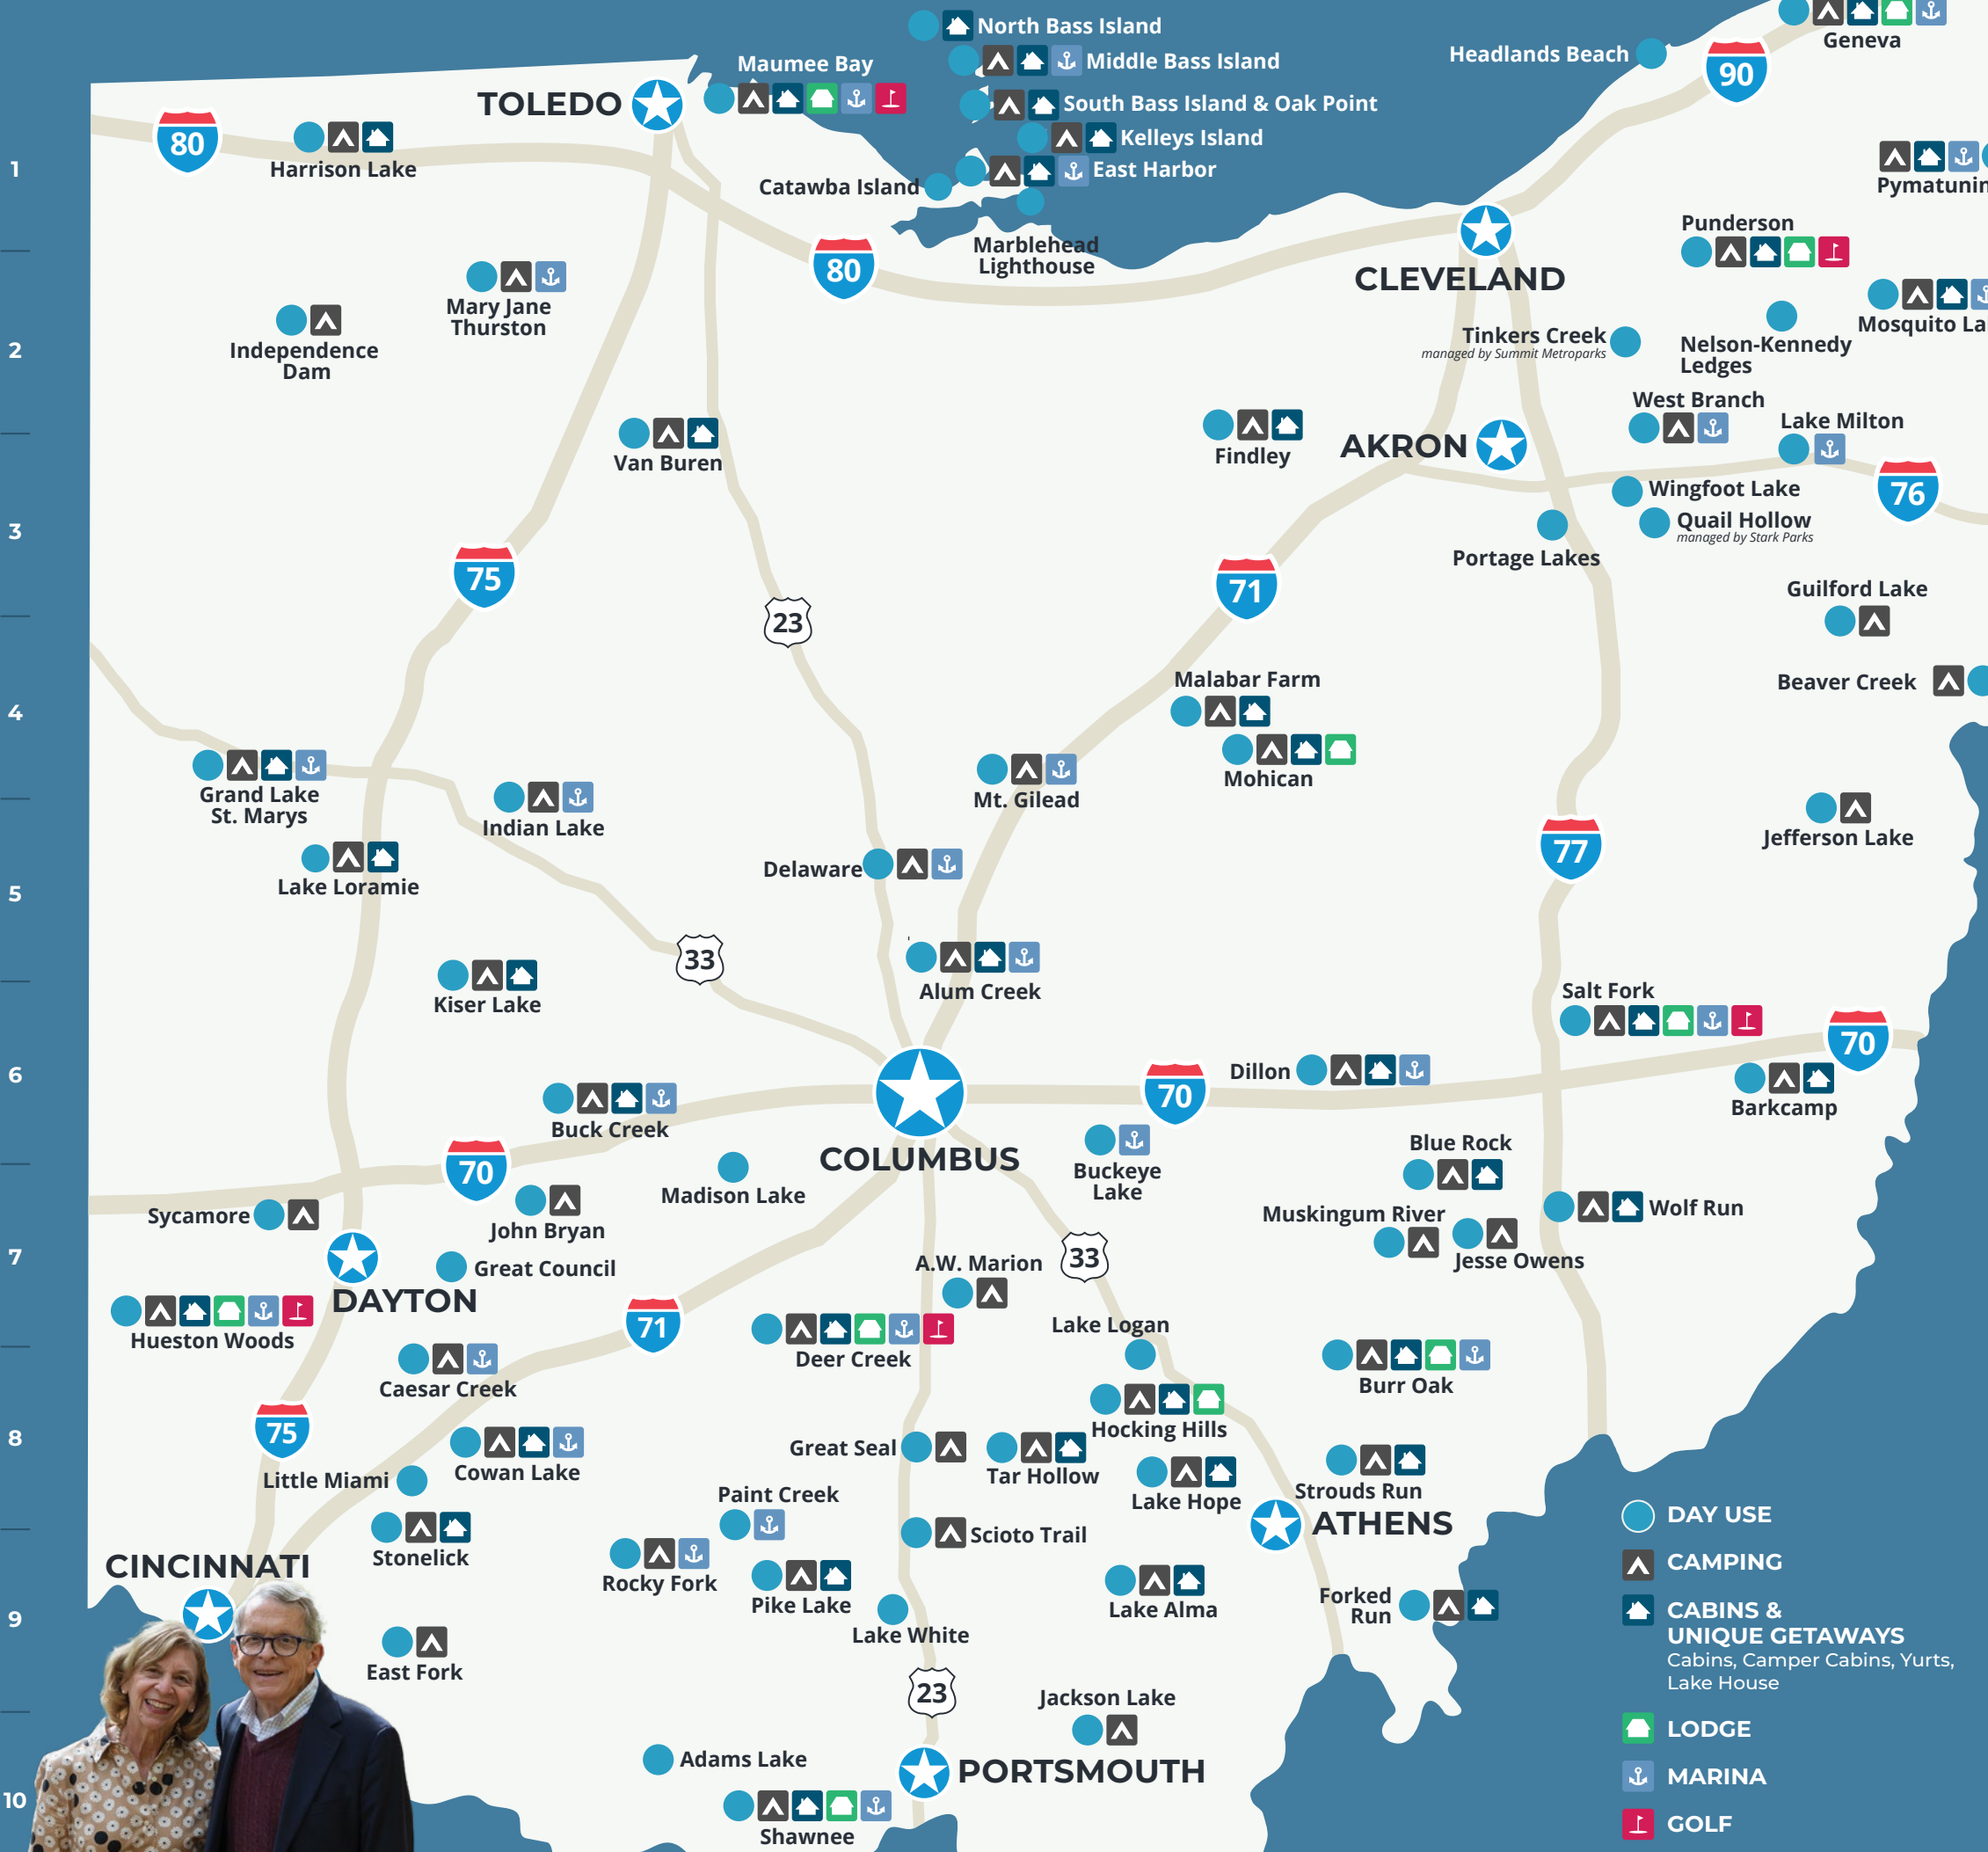 North Bass Island
Middle Bass Island
South Bass Island & Oak Point
Kelleys Island
East Harbor
Catawba Island
Marblehead
Lighthouse
Maumee Bay
TOLEDO
80
Harrison Lake
1
Headlands Beach
90
Geneva
Pymatunin
Punderson
CLEVELAND
80
Mary Jane
Thurston
Independence
Dam
2
Tinkers Creek
managed by Summit Metroparks
Nelson-Kennedy
Ledges
Mosquito La
West Branch
Lake Milton
Van Buren
Findley
AKRON
Wingfoot Lake
76
Quail Hollow
managed by Stark Parks
Portage Lakes
3
75
71
23
Guilford Lake
Beaver Creek
Malabar Farm
4
Mohican
Grand Lake
St. Marys
Indian Lake
Mt. Gilead
Jefferson Lake
77
Lake Loramie
Delaware
5
33
Kiser Lake
Alum Creek
Salt Fork
70
Barkcamp
Dillon
70
6
Buck Creek
COLUMBUS
Buckeye
Lake
Blue Rock
70
Madison Lake
Sycamore
John Bryan
Muskingum River
Wolf Run
Jesse Owens
7
Great Council
DAYTON
A.W. Marion
33
Hueston Woods
71
Deer Creek
Lake Logan
Burr Oak
Caesar Creek
75
8
Cowan Lake
Great Seal
Hocking Hills
Tar Hollow
Lake Hope
Strouds Run
Little Miami
Paint Creek
ATHENS
Stonelick
Scioto Trail
CINCINNATI
Rocky Fork
Pike Lake
Lake Alma
Forked
Run
9
Lake White
East Fork
23
Jackson Lake
Adams Lake
PORTSMOUTH
10
Shawnee
DAY USE
CAMPING
CABINS &
UNIQUE GETAWAYS
Cabins, Camper Cabins, Yurts,
Lake House
LODGE
MARINA
GOLF